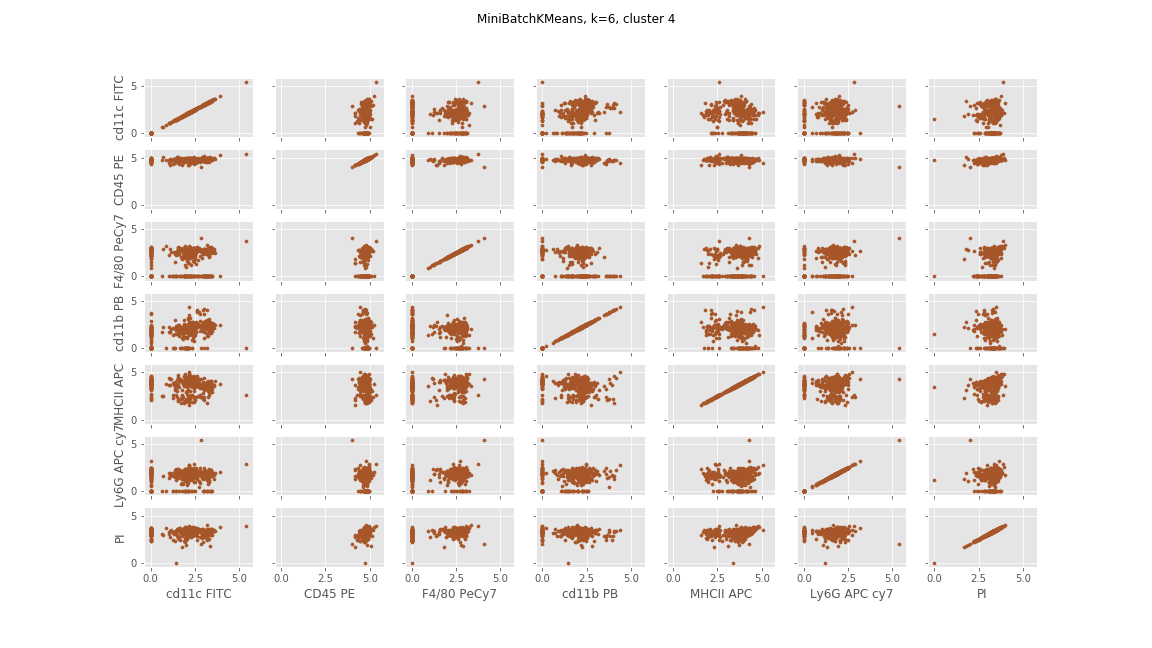 MiniBatchKMeans, k=6, cluster 4
cd11c FITC
5
0
CD45 PE
5
0
F4/80 PeCy7
5
0
cd11b PB
5
0
MHCII APC
5
0
Ly6G APC cy7
5
0
PI
5
0
0.0 2.5 5.0 0.0 2.5 5.0 0.0 2.5 5.0 0.0 2.5 5.0 0.0 2.5 5.0 0.0 2.5 5.0 0.0 2.5 5.0
cd11c FITC CD45 PE F4/80 PeCy7 cd11b PB MHCII APC Ly6G APC cy7 PI